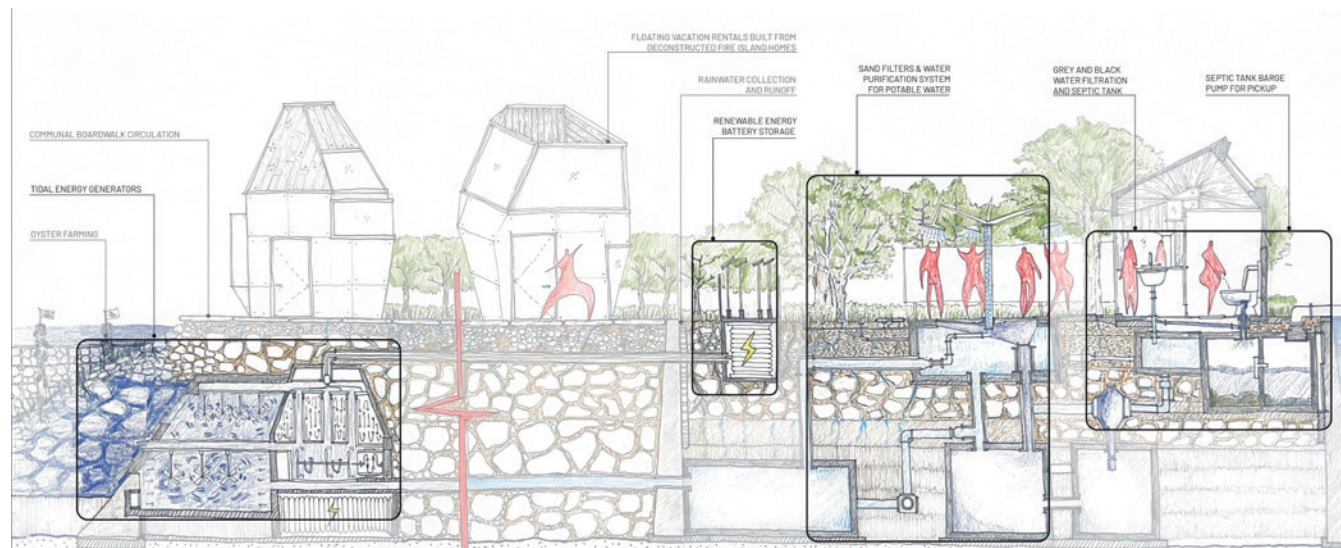 FLOATING VACATION RENTALS BUILT FROM
DECONSTRUCTED FIRE ISLAND HOMES
RAINWATER COLLECTION
AND RUNOFF
RENEWABLE ENERGY
BATTERY STORAGE
SAND FILTERS & WATER
PURIFICATION SYSTEM
FOR POTABLE WATER
GREY AND BLACK
WATER FILTRATION
AND SEPTIC TANK
SEPTIC TANK BARGE
PUMP FOR PICKUP
COMMUNAL BOARDWALK CIRCULATION
TIDAL ENERGY GENERATORS
OYSTER FARMING